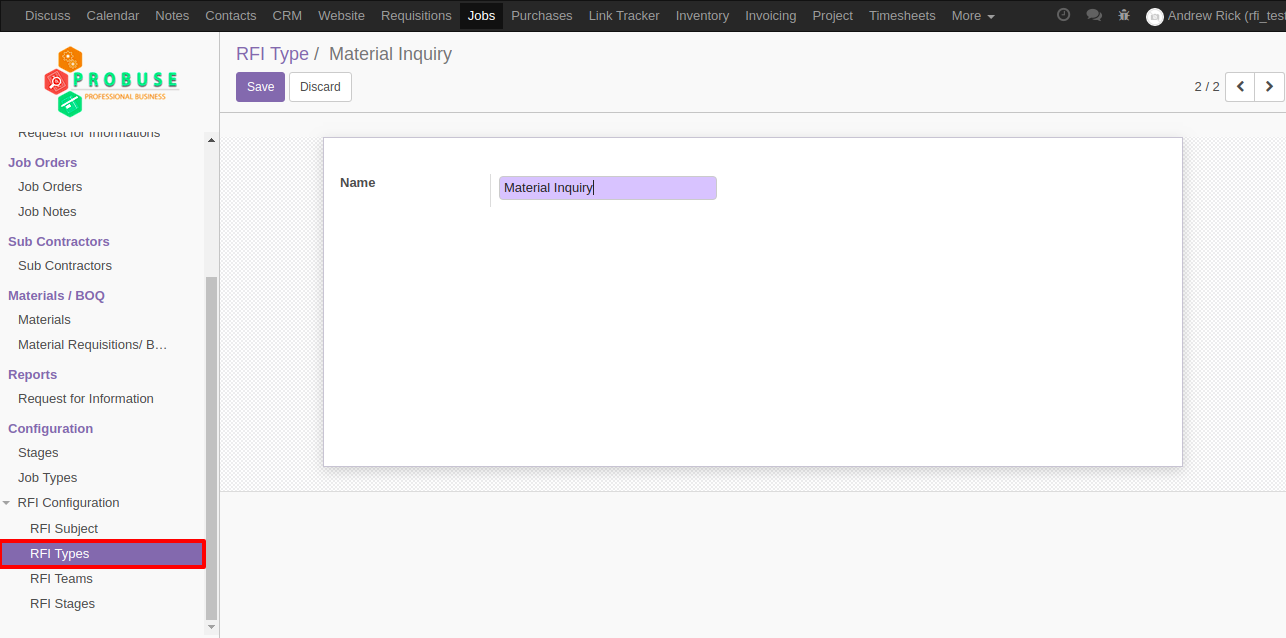 Discuss Calendar Notes Contacts CRM Website Requisitions Jobs Purchases Link Tracker Inventory Invoicing Project Timesheets More Andrew Rick (rfi_test
PROBUSE
PROFESSIONAL BUSINESS
Request for Informations
Job Orders
Job Orders
Job Notes
Sub Contractors
Sub Contractors
Materials / BOQ
Materials
Material Requisitions/ B…
Reports
Request for Information
Configuration
Stages
Job Types
RFI Configuration
RFI Subject
RFI Types
RFI Teams
RFI Stages
RFI Type / Material Inquiry
Save Discard
2 / 2
Name Material Inquiry